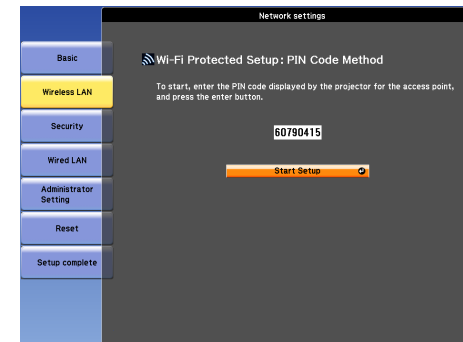 Network settings
Basic
Wireless LAN
Security
Wired LAN
Administrator
Setting
Reset
Setup complete
Wi-Fi Protected Setup: PIN Code Method
To start, enter the PIN code displayed by the projector for the access point,
and press the enter button.
60790415
Start Setup